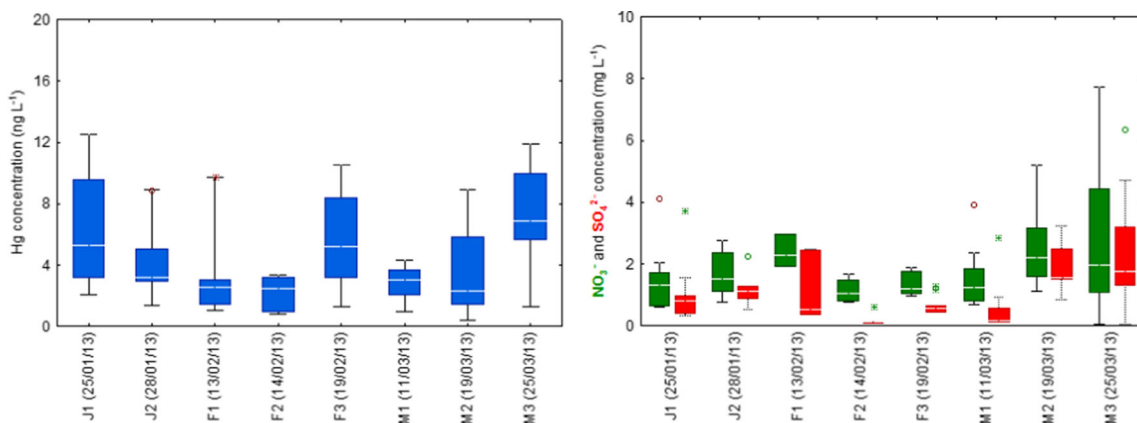 Hg concentration (ng L⁻¹)
20
16
12
8
4
0
J1 (25/01/13)
J2 (28/01/13)
F1 (13/02/13)
F2 (14/02/13)
F3 (19/02/13)
M1 (11/03/13)
M2 (19/03/13)
M3 (25/03/13)
NO₃⁻ and SO₄²⁻ concentration (mg L⁻¹)
10
8
6
4
2
0
J1 (25/01/13)
J2 (28/01/13)
F1 (13/02/13)
F2 (14/02/13)
F3 (19/02/13)
M1 (11/03/13)
M2 (19/03/13)
M3 (25/03/13)